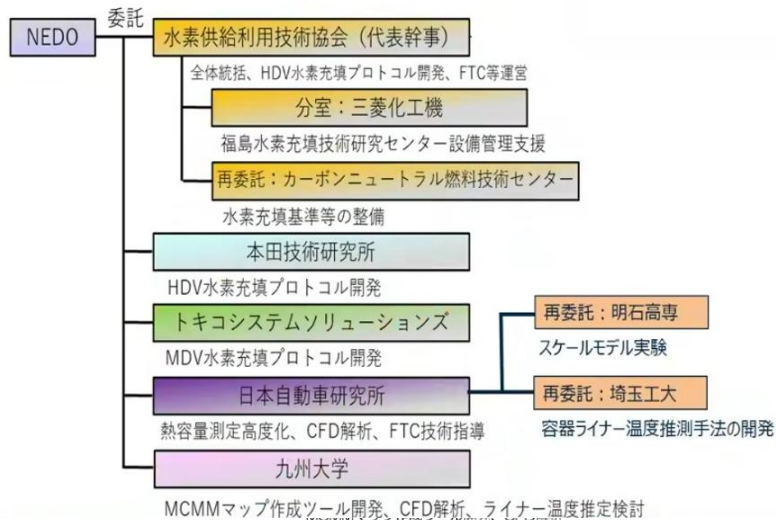 委託
NEDO
水素供給利用技術協会（代表幹事）
全体統括、HDV水素充填プロトコル開発、FTC等運営
分室：三菱化工機
福島水素充填技術研究センター設備管理支援
再委託：カーボンニュートラル燃料技術センター
水素充填基準等の整備
本田技術研究所
HDV水素充填プロトコル開発
トキコシステムソリューションズ
MDV水素充填プロトコル開発
再委託：明石高専
スケールモデル実験
日本自動車研究所
熱容量測定高度化、CFD解析、FTC技術指導
再委託：埼玉工大
容器ライナー温度推測手法の開発
九州大学
MCMMマップ作成ツール開発、CFD解析、ライナー温度推定検討